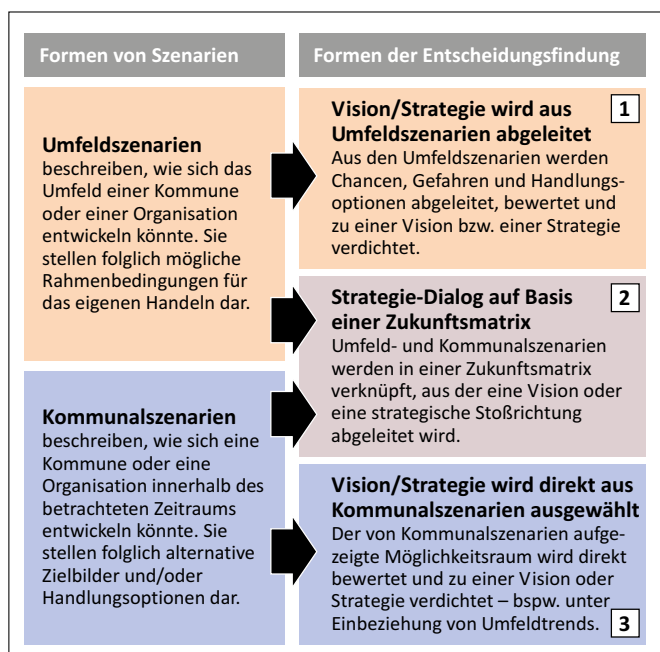 Formen von Szenarien
Formen der Entscheidungsfindung
Umfeldszenarien
beschreiben, wie sich das
Umfeld einer Kommune
oder einer Organisation
entwickeln könnte. Sie
stellen folglich mögliche
Rahmenbedingungen für
das eigenen Handeln dar.
Vision/Strategie wird aus 1
Umfeldszenarien abgeleitet
Aus den Umfeldszenarien werden
Chancen, Gefahren und Handlungs-
optionen abgeleitet, bewertet und
zu einer Vision bzw. einer Strategie
verdichtet.
Strategie-Dialog auf Basis 2
einer Zukunftsmatrix
Umfeld- und Kommunalszenarien
werden in einer Zukunftsmatrix
verknüpft, aus der eine Vision oder
eine strategische Stoßrichtung
abgeleitet wird.
Kommunalszenarien
beschreiben, wie sich eine
Kommune oder eine
Organisation innerhalb des
betrachteten Zeitraums
entwickeln könnte. Sie
stellen folglich alternative
Zielbilder und/oder
Handlungsoptionen dar.
Vision/Strategie wird direkt aus
Kommunalszenarien ausgewählt
Der von Kommunalszenarien aufge-
zeigte Möglichkeitsraum wird direkt
bewertet und zu einer Vision oder
Strategie verdichtet – bspw. unter
Einbeziehung von Umfeldtrends. 3